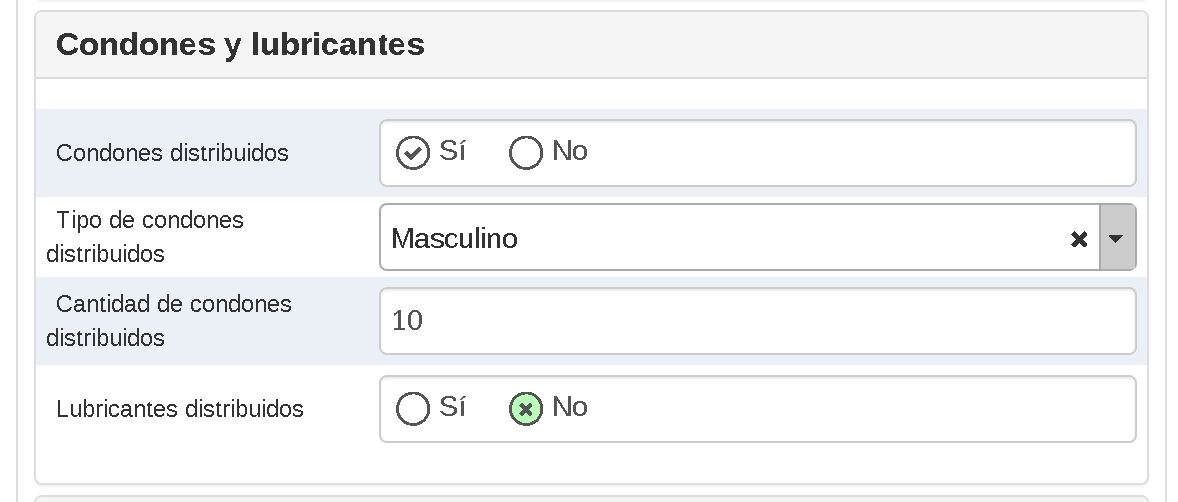 Condones y lubricantes
Condones distribuidos
Sí No
Tipo de condones
distribuidos
Masculino
Cantidad de condones
distribuidos
10
Lubricantes distribuidos
Sí No